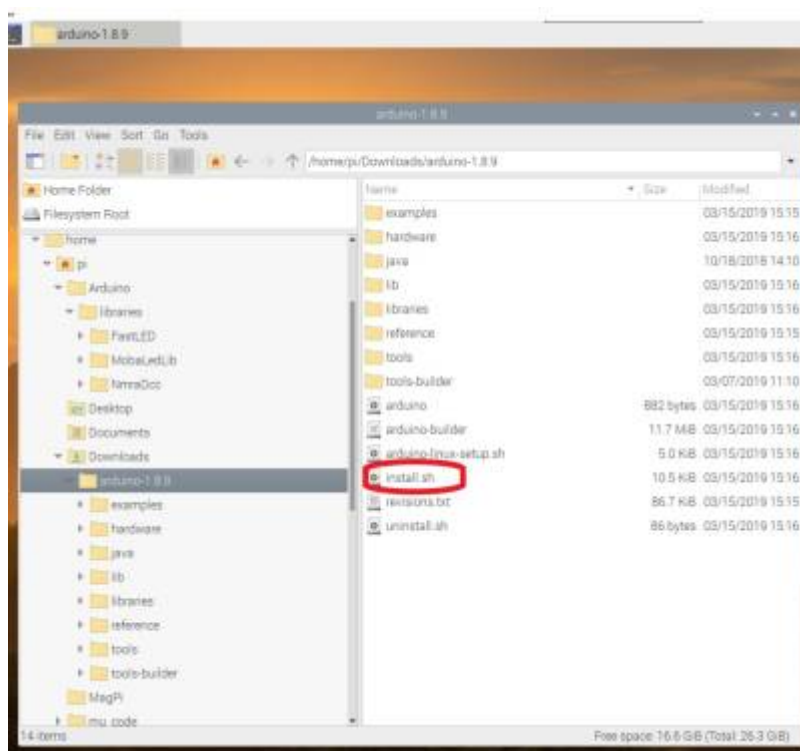 arduino-1.8.9
arduino-1.8.9
File Edit View Sort Go Tools
/home/pi/Downloads/arduino-1.8.9
Home Folder
Filesystem Root
home
pi
Arduino
libraries
FastLED
MobaLedLib
NmraDcc
Desktop
Documents
Downloads
arduino-1.8.9
examples
hardware
java
lib
libraries
reference
tools
tools-builder
MagPi
mu_code
Name Size Modified
examples 03/15/2019 15:15
hardware 03/15/2019 15:16
java 10/18/2018 14:10
lib 03/15/2019 15:16
libraries 03/15/2019 15:16
reference 03/15/2019 15:15
tools 03/15/2019 15:16
tools-builder 03/07/2019 11:10
arduino 882 bytes 03/15/2019 15:16
arduino-builder 11.7 MiB 03/15/2019 15:16
arduino-linux-setup.sh 5.0 KiB 03/15/2019 15:16
install.sh 10.5 KiB 03/15/2019 15:16
revisions.txt 86.7 KiB 03/15/2019 15:15
uninstall.sh 86 bytes 03/15/2019 15:16
14 items
Free space: 16.6 GiB (Total: 26.3 GiB)